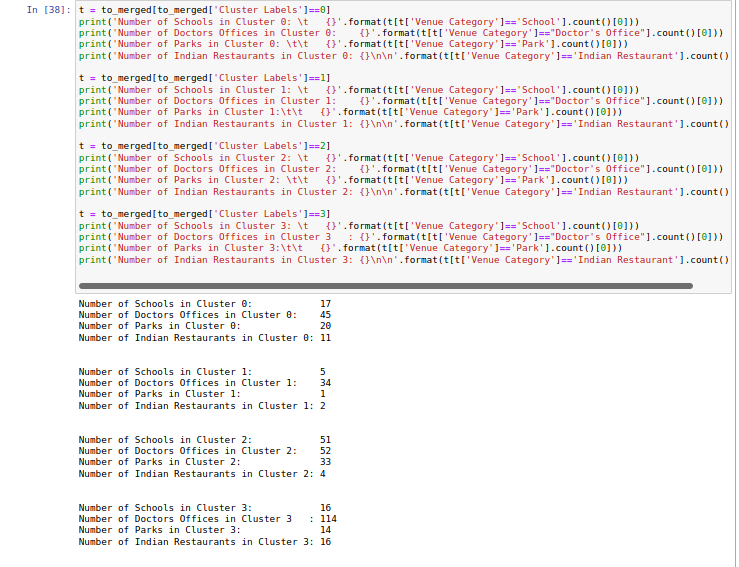 In [38]: t = to_merged[to_merged['Cluster Labels']==0]
print('Number of Schools in Cluster 0: \t   {}'.format(t[t['Venue Category']=='School'].count()[0]))
print('Number of Doctors Offices in Cluster 0:    {}'.format(t[t['Venue Category']=="Doctor's Office"].count()[0]))
print('Number of Parks in Cluster 0: \t\t   {}'.format(t[t['Venue Category']=='Park'].count()[0]))
print('Number of Indian Restaurants in Cluster 0: {}\n\n'.format(t[t['Venue Category']=='Indian Restaurant'].count()
t = to_merged[to_merged['Cluster Labels']==1]
print('Number of Schools in Cluster 1: \t   {}'.format(t[t['Venue Category']=='School'].count()[0]))
print('Number of Doctors Offices in Cluster 1:    {}'.format(t[t['Venue Category']=="Doctor's Office"].count()[0]))
print('Number of Parks in Cluster 1:\t\t   {}'.format(t[t['Venue Category']=='Park'].count()[0]))
print('Number of Indian Restaurants in Cluster 1: {}\n\n'.format(t[t['Venue Category']=='Indian Restaurant'].count()
t = to_merged[to_merged['Cluster Labels']==2]
print('Number of Schools in Cluster 2: \t   {}'.format(t[t['Venue Category']=='School'].count()[0]))
print('Number of Doctors Offices in Cluster 2:    {}'.format(t[t['Venue Category']=="Doctor's Office"].count()[0]))
print('Number of Parks in Cluster 2: \t\t   {}'.format(t[t['Venue Category']=='Park'].count()[0]))
print('Number of Indian Restaurants in Cluster 2: {}\n\n'.format(t[t['Venue Category']=='Indian Restaurant'].count()
t = to_merged[to_merged['Cluster Labels']==3]
print('Number of Schools in Cluster 3: \t   {}'.format(t[t['Venue Category']=='School'].count()[0]))
print('Number of Doctors Offices in Cluster 3   : {}'.format(t[t['Venue Category']=="Doctor's Office"].count()[0]))
print('Number of Parks in Cluster 3:\t\t   {}'.format(t[t['Venue Category']=='Park'].count()[0]))
print('Number of Indian Restaurants in Cluster 3: {}\n\n'.format(t[t['Venue Category']=='Indian Restaurant'].count()
Number of Schools in Cluster 0:            17
Number of Doctors Offices in Cluster 0:    45
Number of Parks in Cluster 0:              20
Number of Indian Restaurants in Cluster 0: 11
Number of Schools in Cluster 1:            5
Number of Doctors Offices in Cluster 1:    34
Number of Parks in Cluster 1:              1
Number of Indian Restaurants in Cluster 1: 2
Number of Schools in Cluster 2:            51
Number of Doctors Offices in Cluster 2:    52
Number of Parks in Cluster 2:              33
Number of Indian Restaurants in Cluster 2: 4
Number of Schools in Cluster 3:            16
Number of Doctors Offices in Cluster 3   : 114
Number of Parks in Cluster 3:              14
Number of Indian Restaurants in Cluster 3: 16